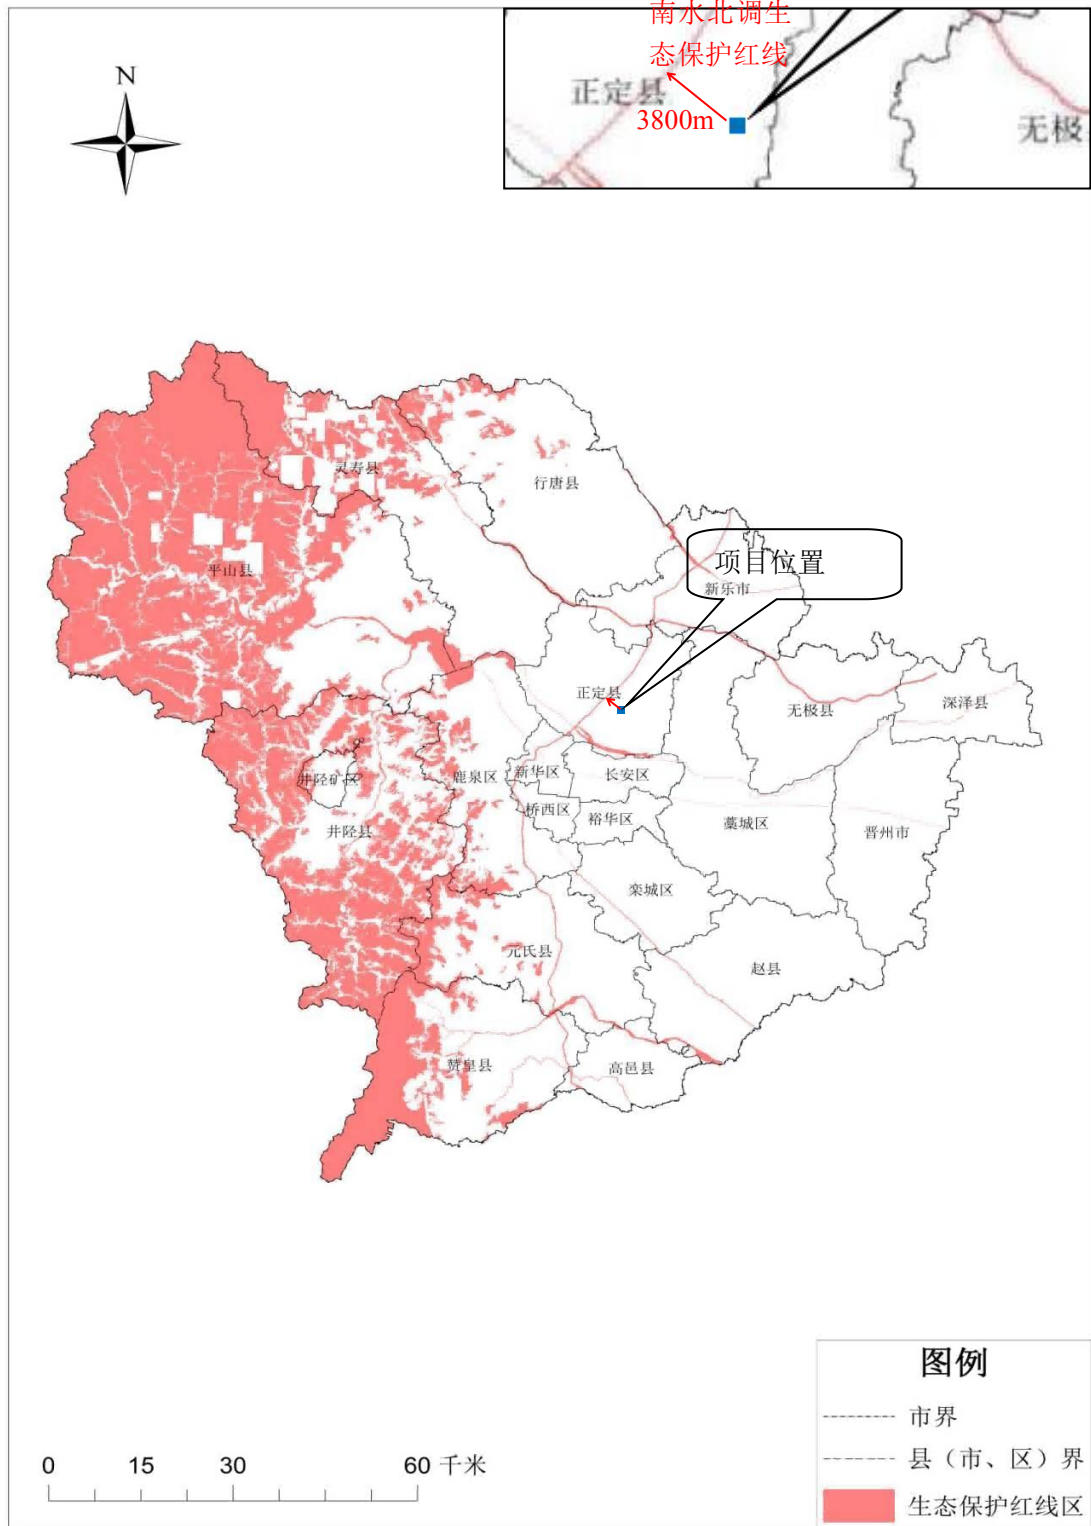 南水北调生
态保护红线
正定县
3800m
无极
N
灵寿县
行唐县
平山县
项目位置
新乐市
正定县
无极县
深泽县
井陉矿区
鹿泉区
新华区
长安区
桥西区
裕华区
藁城区
晋州市
井陉县
栾城区
元氏县
赵县
赞皇县
高邑县
图例
市界
县（市、区）界
生态保护红线区
0 15 30 60 千米